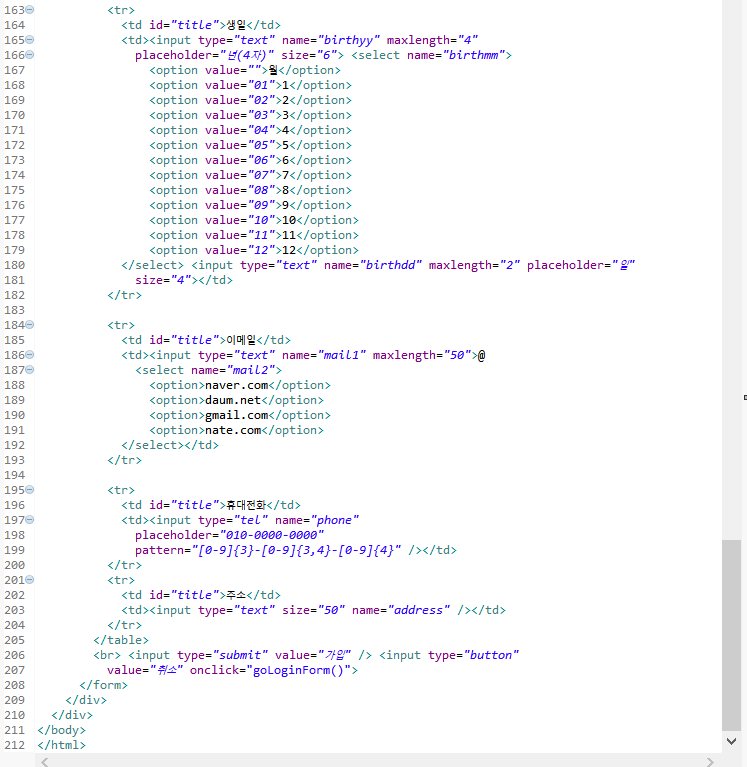 163 <tr>
164 <td id="title">생일</td>
165 <td><input type="text" name="birthyy" maxlength="4"
166 placeholder="년(4자)" size="6"> <select name="birthmm">
167 <option value="">월</option>
168 <option value="01">1</option>
169 <option value="02">2</option>
170 <option value="03">3</option>
171 <option value="04">4</option>
172 <option value="05">5</option>
173 <option value="06">6</option>
174 <option value="07">7</option>
175 <option value="08">8</option>
176 <option value="09">9</option>
177 <option value="10">10</option>
178 <option value="11">11</option>
179 <option value="12">12</option>
180 </select> <input type="text" name="birthdd" maxlength="2" placeholder="일"
181 size="4"></td>
182 </tr>
183
184 <tr>
185 <td id="title">이메일</td>
186 <td><input type="text" name="mail1" maxlength="50">@
187 <select name="mail2">
188 <option>naver.com</option>
189 <option>daum.net</option>
190 <option>gmail.com</option>
191 <option>nate.com</option>
192 </select></td>
193 </tr>
194
195 <tr>
196 <td id="title">휴대전화</td>
197 <td><input type="tel" name="phone"
198 placeholder="010-0000-0000"
199 pattern="[0-9]{3}-[0-9]{3,4}-[0-9]{4}" /></td>
200 </tr>
201 <tr>
202 <td id="title">주소</td>
203 <td><input type="text" size="50" name="address" /></td>
204 </tr>
205 </table>
206 <br> <input type="submit" value="가입" /> <input type="button"
207 value="취소" onclick="goLoginForm()">
208 </form>
209 </div>
210 </div>
211 </body>
212 </html>